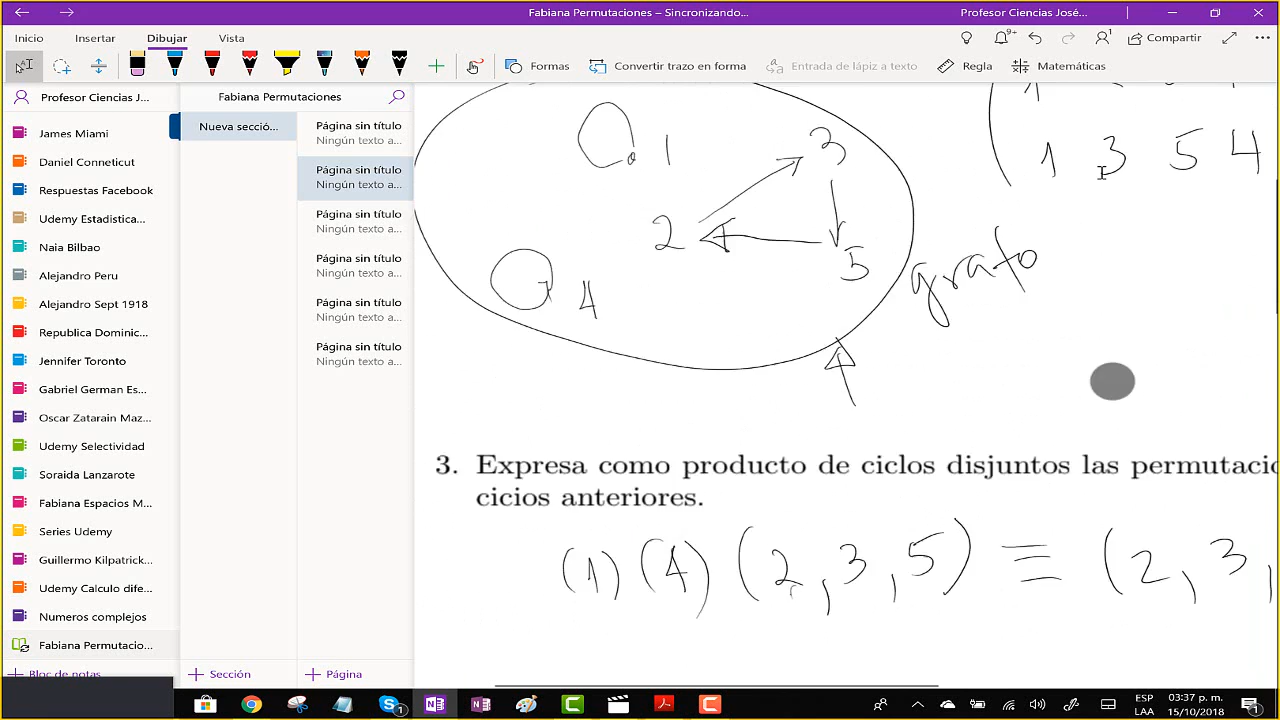 Fabiana Permutaciones – Sincronizando...
Profesor Ciencias José...
Inicio Insertar Dibujar Vista
9+ Compartir
Formas Convertir trazo en forma Entrada de lápiz a texto Regla Matemáticas
Profesor Ciencias J... Fabiana Permutaciones
James Miami
Daniel Conneticut
Respuestas Facebook
Udemy Estadistica...
Naia Bilbao
Alejandro Peru
Alejandro Sept 1918
Republica Dominic...
Jennifer Toronto
Gabriel German Es...
Oscar Zatarain Maz...
Udemy Selectividad
Soraida Lanzarote
Fabiana Espacios M...
Series Udemy
Guillermo Kilpatrick...
Udemy Calculo dife...
Numeros complejos
Fabiana Permutacio...
Bloc de notas
Nueva secció...
Sección
Página sin título
Ningún texto a...
Página sin título
Ningún texto a...
Página sin título
Ningún texto a...
Página sin título
Ningún texto a...
Página sin título
Ningún texto a...
Página sin título
Ningún texto a...
Página
1 3
2 5
4
1 3 5 4
grafo
3. Expresa como producto de ciclos disjuntos las permutacio
cicios anteriores.
(1)(4)(2,3,5) ≡ (2,3,
ESP
LAA
03:37 p. m.
15/10/2018